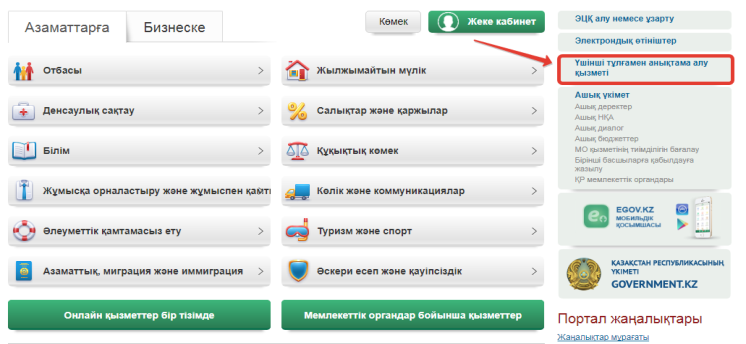 Азаматтарға
Бизнеске
Көмек
Жеке кабинет
Отбасы
Жылжымайтын мүлік
Денсаулық сақтау
Салықтар және қаржылар
Білім
Құқықтық көмек
Жұмысқа орналастыру және жұмыспен қамт
Көлік және коммуникациялар
Әлеуметтік қамтамасыз ету
Туризм және спорт
Азаматтық, миграция және иммиграция
Әскери есеп және қауіпсіздік
Онлайн қызметтер бір тізімде
Мемлекеттік органдар бойынша қызметтер
ЭЦҚ алу немесе ұзарту
Электрондық өтініштер
Үшінші тұлғамен анықтама алу
қызметі
Ашық үкімет
Ашық деректер
Ашық НҚА
Ашық диалог
Ашық бюджеттер
МО қызметінің тиімділігін бағалау
Бірінші басшыларға қабылдауға
жазылу
ҚР мемлекеттік органдары
EGOV.KZ
МОБИЛЬДІК
ҚОСЫМШАСЫ
ҚАЗАҚСТАН РЕСПУБЛИКАСЫНЫҢ
ҮКІМЕТІ
GOVERNMENT.KZ
Портал жаңалықтары
Жаңалықтар мұрағаты